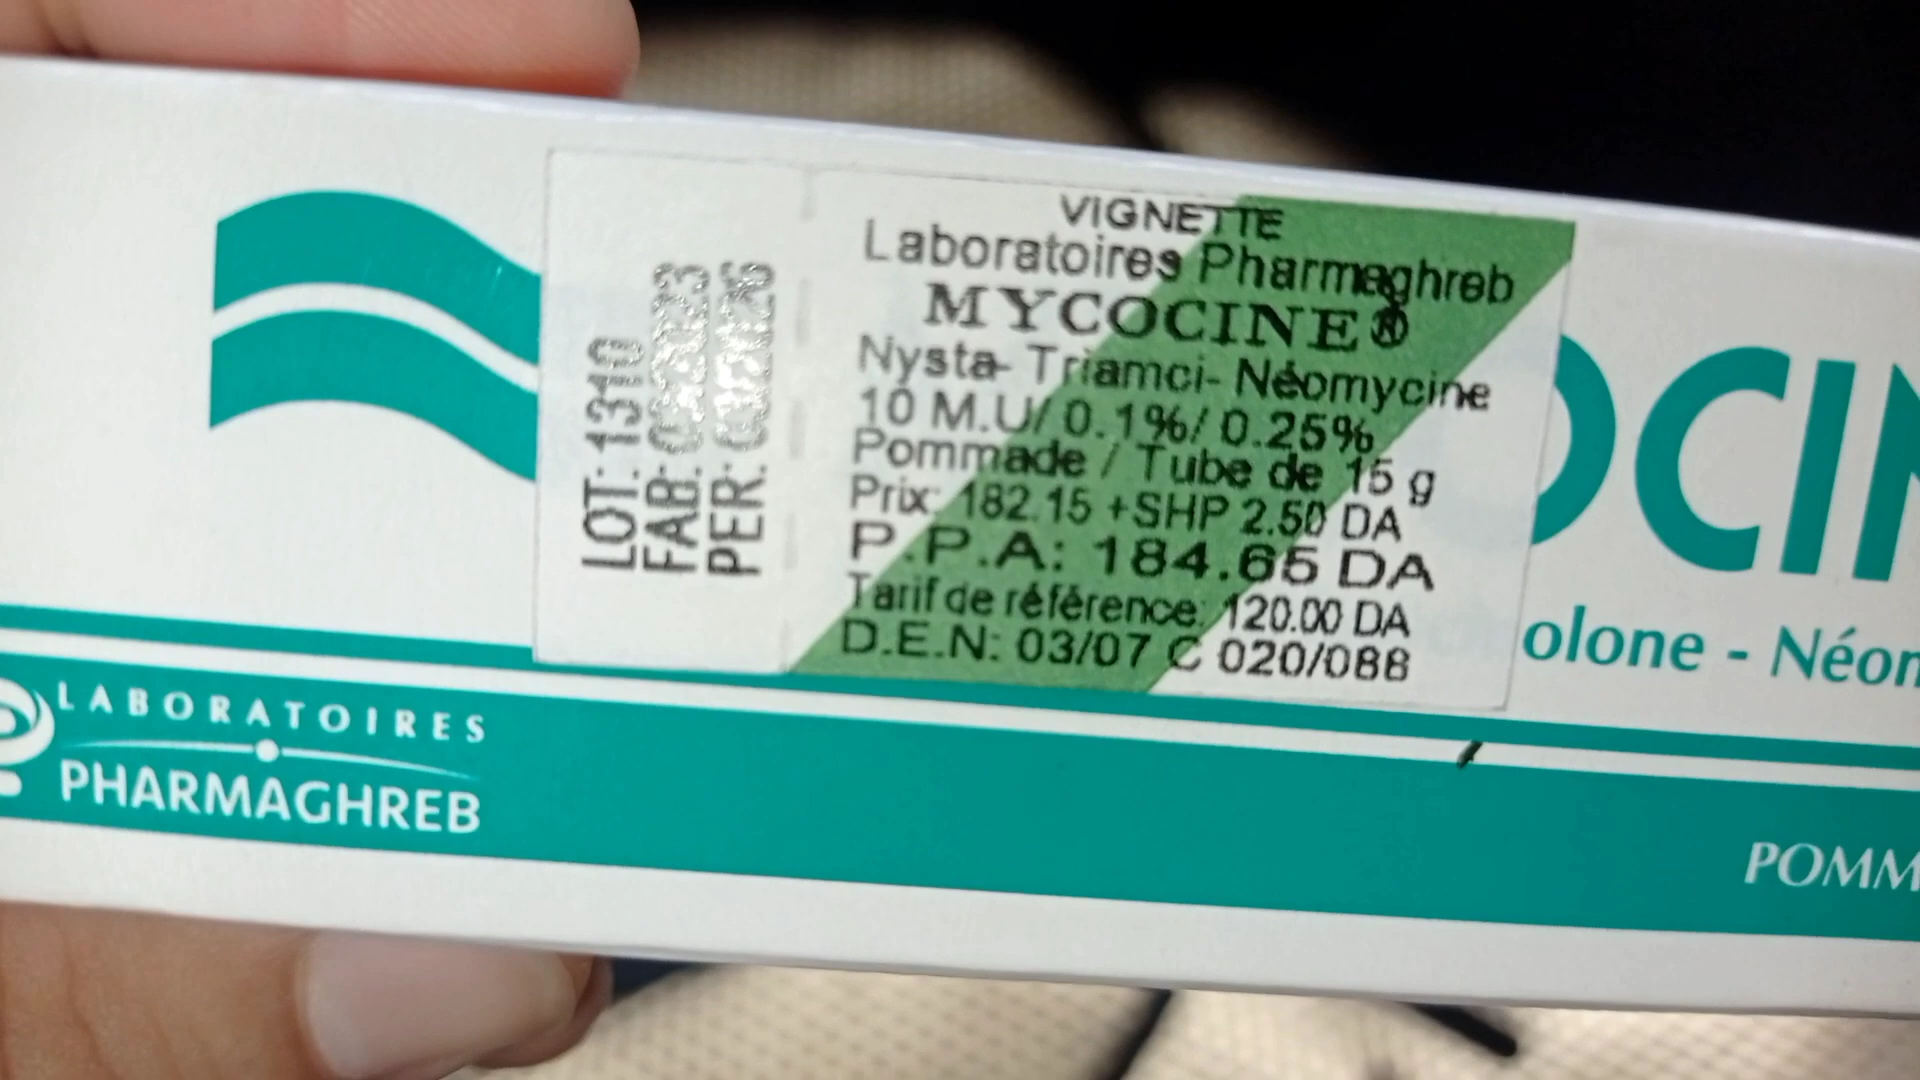 LOT: 1310
FAB:
PER:
VIGNETTE
Laboratoires Pharmaghreb
MYCOCINE®
Nysta- Triamci- Néomycine
10 M.U/ 0.1%/ 0.25%
Pommade / Tube de 15 g
Prix: 182.15 +SHP 2.50 DA
P.P.A: 184.65 DA
Tarif de référence: 120.00 DA
D.E.N: 03/07 C 020/088
OCIN
olone - Néom
LABORATOIRES
PHARMAGHREB
POMM